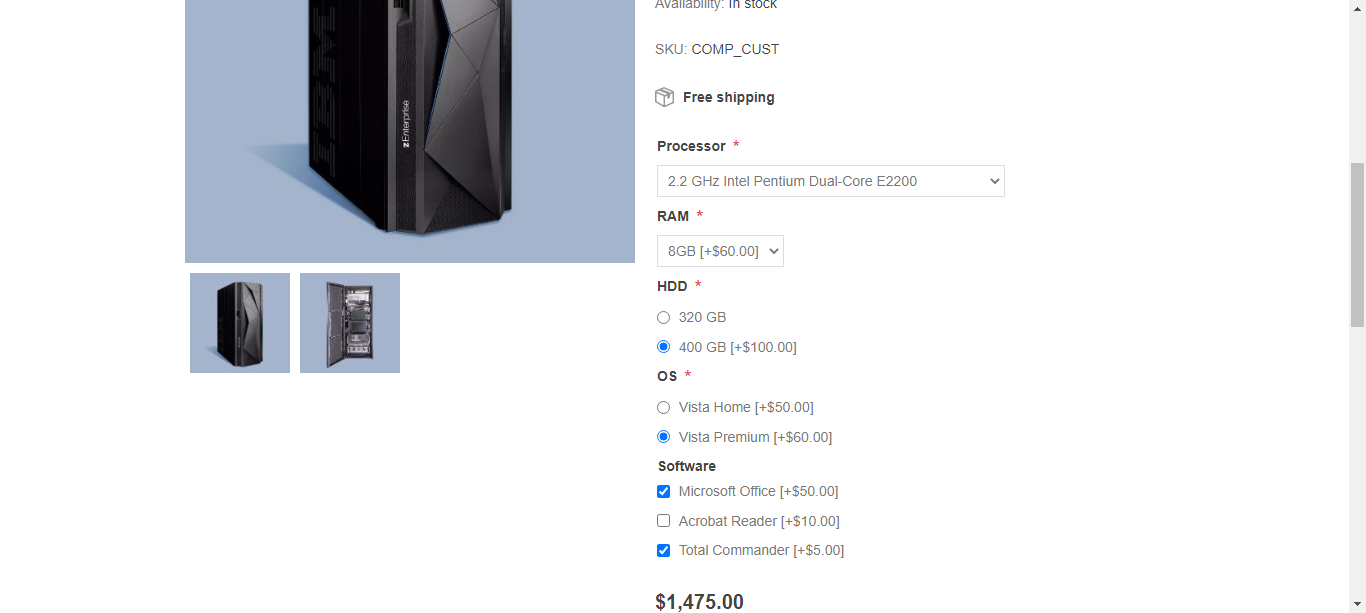 Availability: In stock
SKU: COMP_CUST
Free shipping
IBM
zEnterprise
Processor *
2.2 GHz Intel Pentium Dual-Core E2200
RAM *
8GB [+$60.00]
HDD *
320 GB
400 GB [+$100.00]
OS *
Vista Home [+$50.00]
Vista Premium [+$60.00]
Software
Microsoft Office [+$50.00]
Acrobat Reader [+$10.00]
Total Commander [+$5.00]
$1,475.00